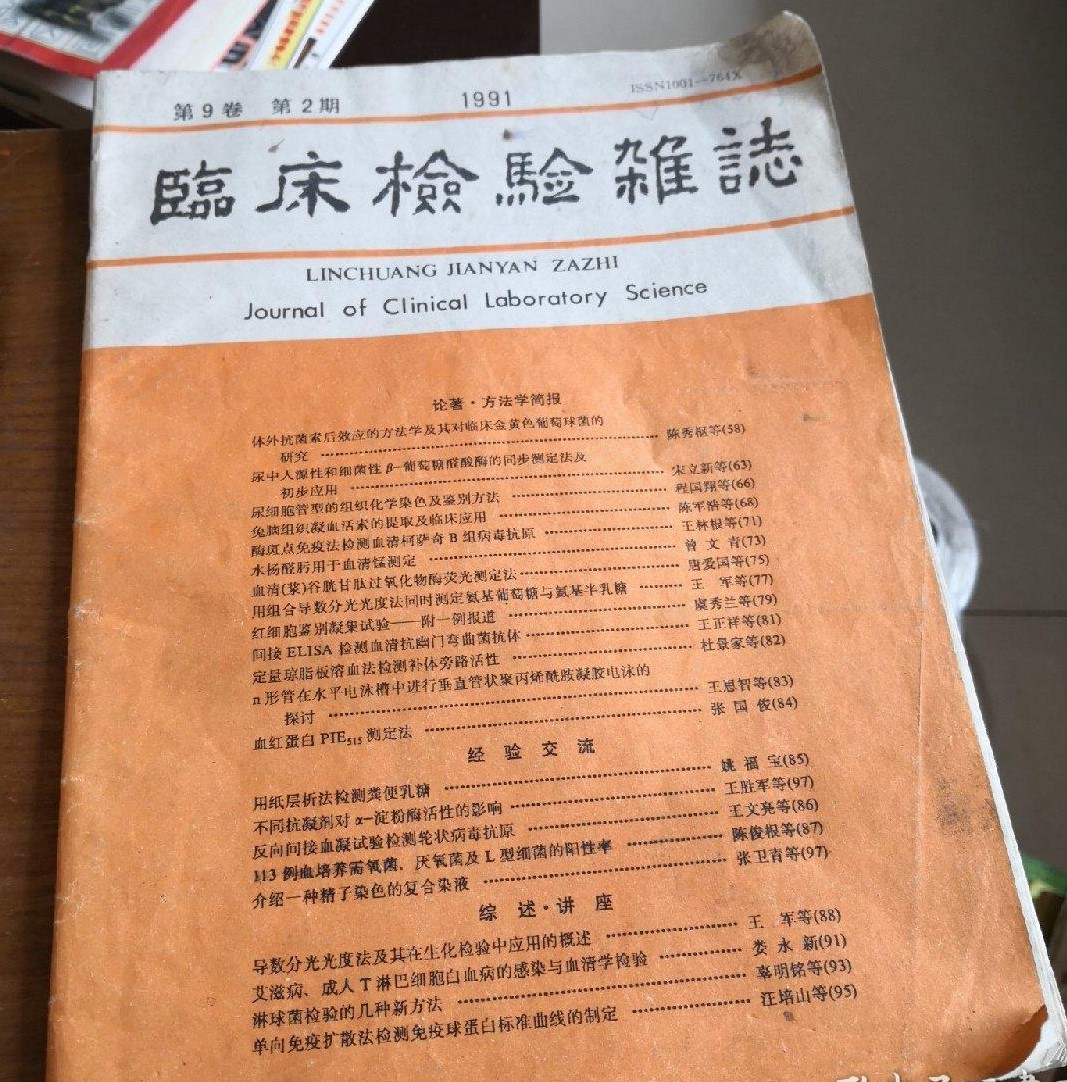 第9卷 第2期 1991 ISSN1001—764X
臨床檢驗雜誌
LINCHUANG JIANYAN ZAZHI
Journal of Clinical Laboratory Science
论著·方法学简报
体外抗菌素后效应的方法学及其对临床金黄色葡萄球菌的
研究 陈秀枢等(58)
尿中人源性和细菌性β-葡萄糖醛酸酶的同步测定法及
初步应用 宋立新等(63)
尿细胞管型的组织化学染色及鉴别方法 程国翔等(66)
兔脑组织凝血活素的提取及临床应用 陈军浩等(68)
酶斑点免疫法检测血清柯萨奇B组病毒抗原 王林根等(71)
水杨醛肟用于血清锰测定 曾文青(73)
血清(浆)谷胱甘肽过氧化物酶荧光测定法 唐爱国等(75)
用组合导数分光光度法同时测定氨基葡萄糖与氨基半乳糖 王军等(77)
红细胞鉴别凝集试验——附一例报道 虞秀兰等(79)
间接ELISA检测血清抗幽门弯曲菌抗体 王正祥等(81)
定量琼脂板溶血法检测补体旁路活性 杜景家等(82)
n形管在水平电泳槽中进行垂直管状聚丙烯酰胺凝胶电泳的
探讨 王恩智等(83)
血红蛋白PIE₅₁₅测定法 张国俊(84)
经验交流
用纸层析法检测粪便乳糖 姚福宝(85)
不同抗凝剂对α-淀粉酶活性的影响 王胜军等(97)
反向间接血凝试验检测轮状病毒抗原 王文亮等(86)
113例血培养需氧菌、厌氧菌及L型细菌的阳性率 陈俊根等(87)
介绍一种精子染色的复合染液 张卫青等(97)
综述·讲座
导数分光光度法及其在生化检验中应用的概述 王军等(88)
艾滋病、成人T淋巴细胞白血病的感染与血清学检验 娄永新(91)
淋球菌检验的几种新方法 辜明铭等(93)
单向免疫扩散法检测免疫球蛋白标准曲线的制定 汪培山等(95)